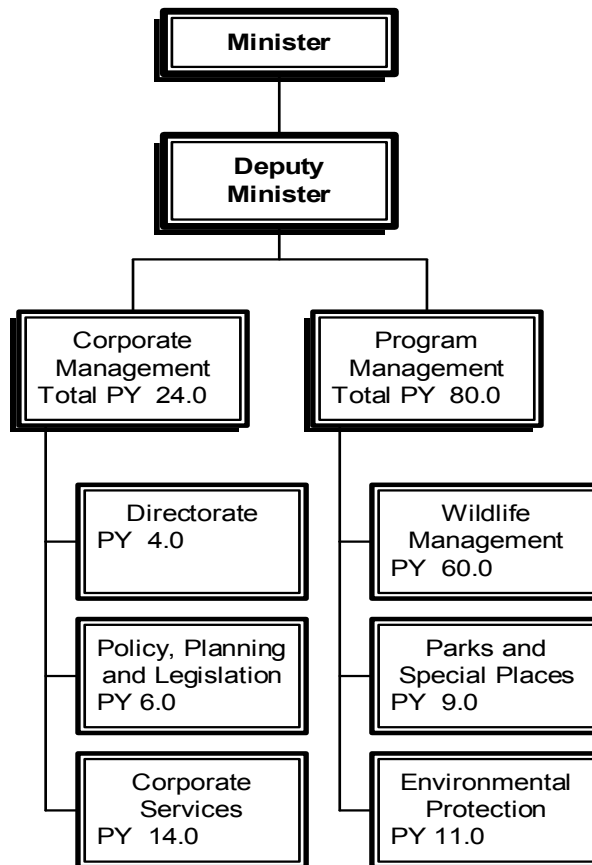 Minister
Deputy
Minister
Corporate
Management
Total PY 24.0
Program
Management
Total PY 80.0
Directorate
PY 4.0
Policy, Planning
and Legislation
PY 6.0
Corporate
Services
PY 14.0
Wildlife
Management
PY 60.0
Parks and
Special Places
PY 9.0
Environmental
Protection
PY 11.0